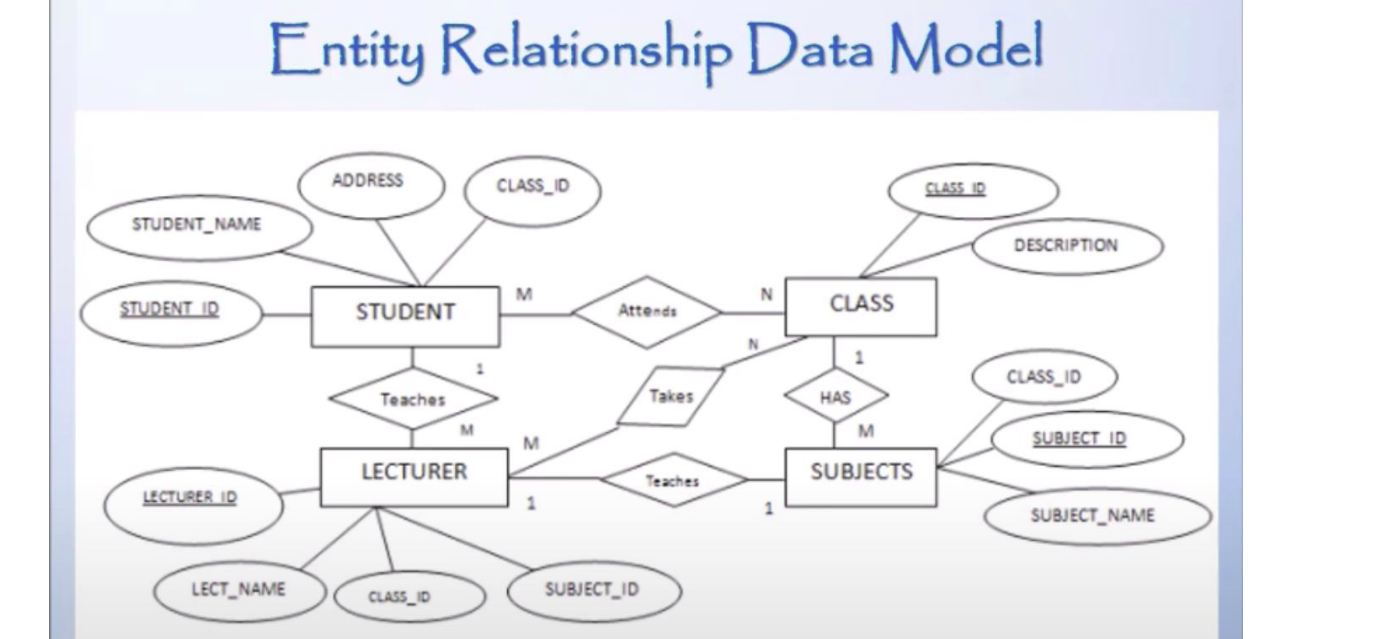 Entity Relationship Data Model
ADDRESS
CLASS_ID
CLASS_ID
STUDENT_NAME
DESCRIPTION
STUDENT_ID
STUDENT
M
Attends
N
CLASS
N
1
1
CLASS_ID
Teaches
Takes
HAS
M
M
M
SUBJECT_ID
LECTURER
Teaches
SUBJECTS
LECTURER_ID
1
1
SUBJECT_NAME
LECT_NAME
CLASS_ID
SUBJECT_ID